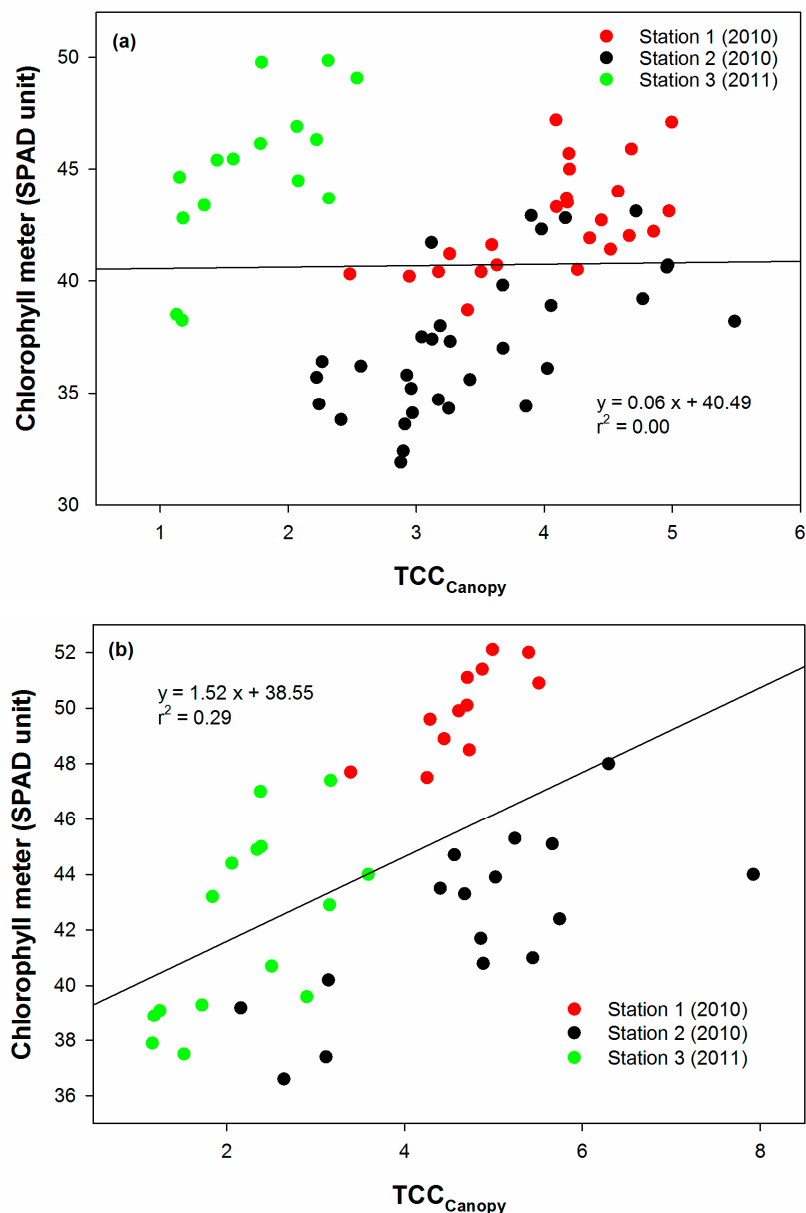 (a)
Station 1 (2010)
Station 2 (2010)
Station 3 (2011)
Chlorophyll meter (SPAD unit)
50
45
40
35
30
y = 0.06 x + 40.49
r² = 0.00
1 2 3 4 5 6
TCC_Canopy
(b)
y = 1.52 x + 38.55
r² = 0.29
Chlorophyll meter (SPAD unit)
52
50
48
46
44
42
40
38
36
Station 1 (2010)
Station 2 (2010)
Station 3 (2011)
2 4 6 8
TCC_Canopy